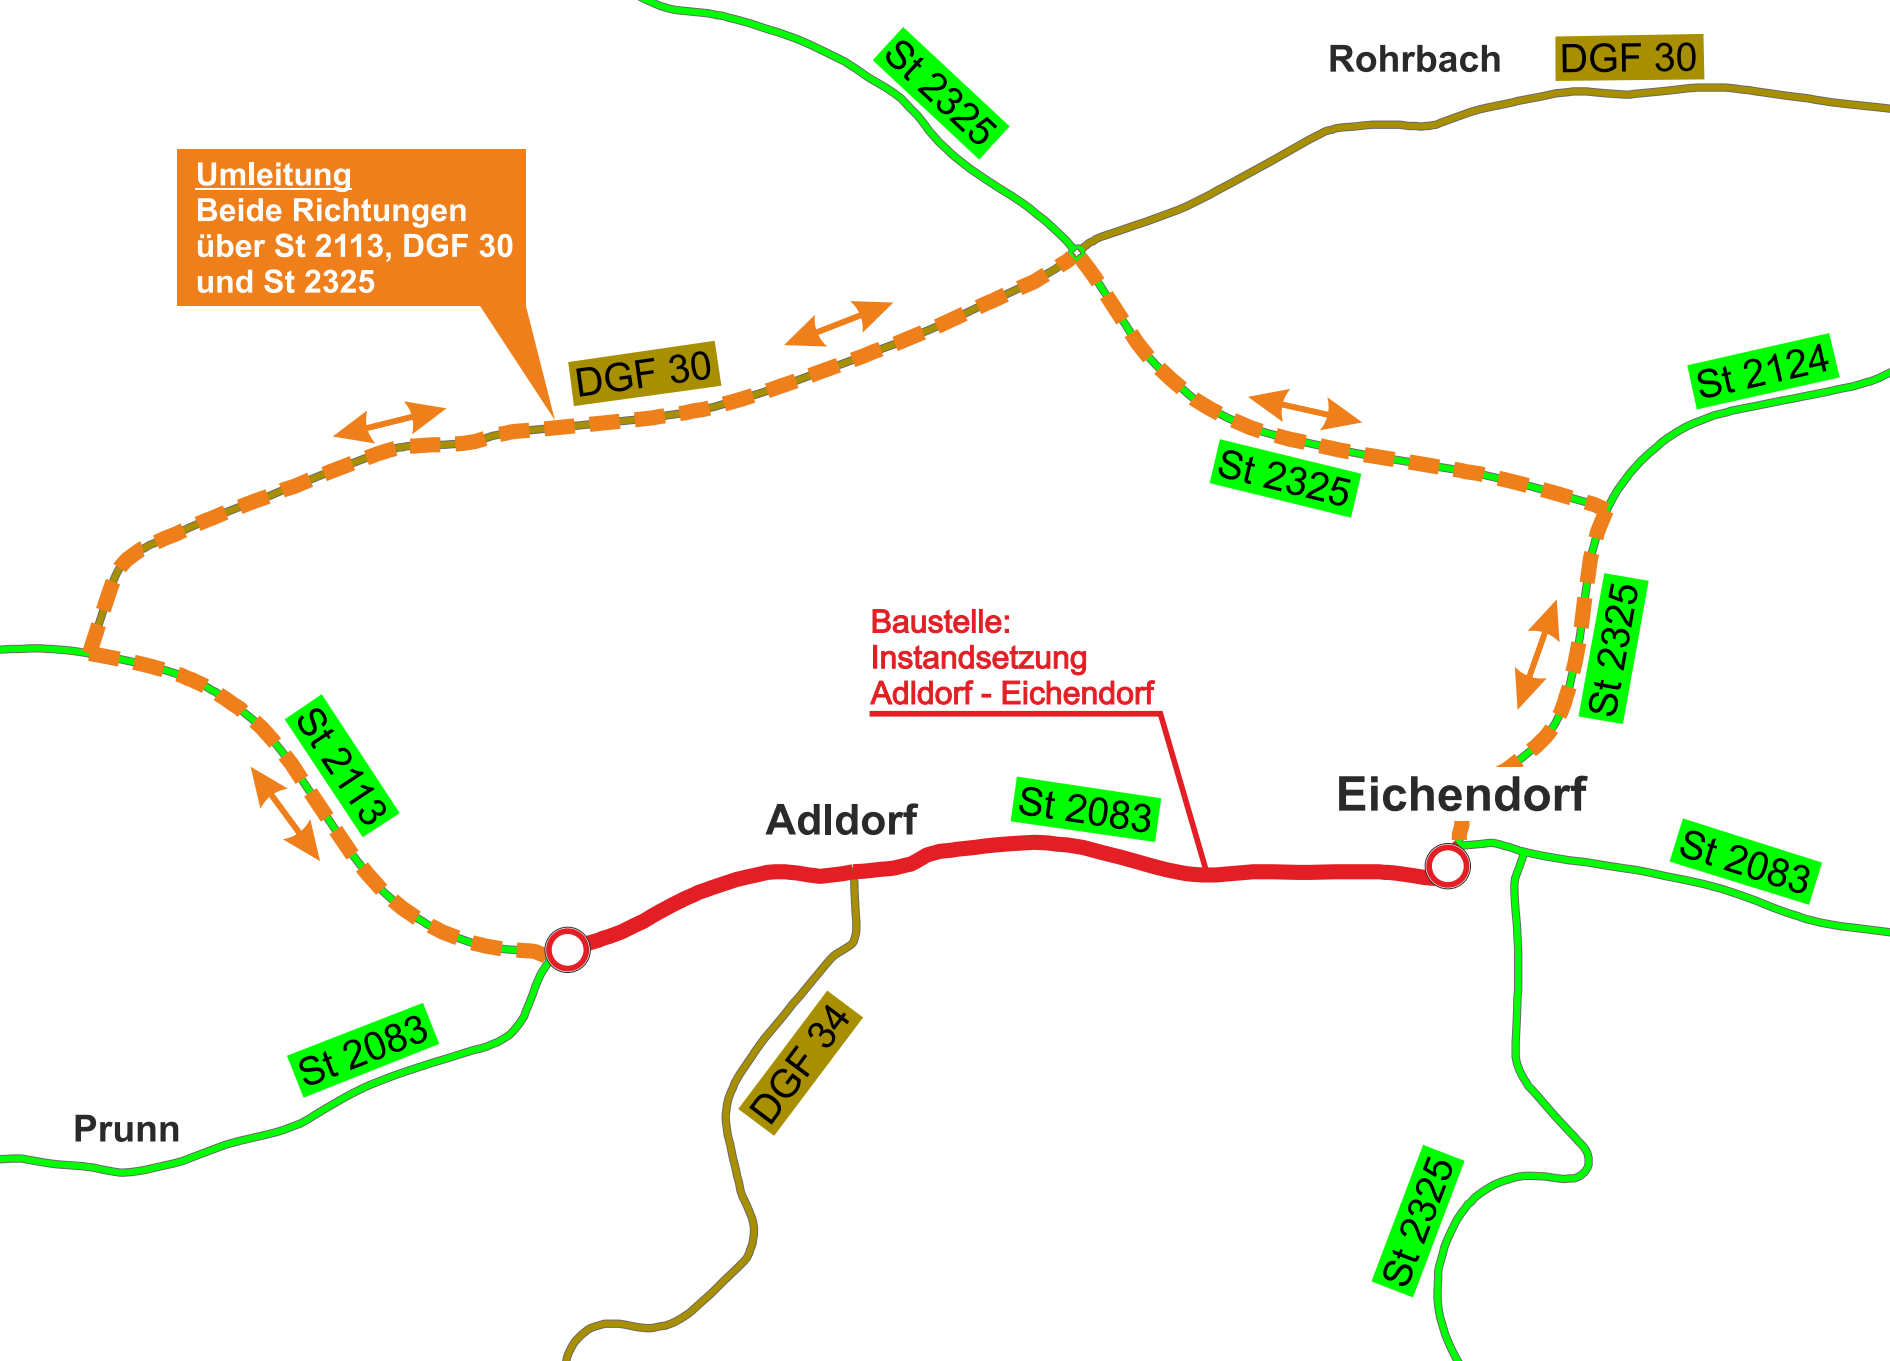 St 2325
Rohrbach
DGF 30
Umleitung
Beide Richtungen
über St 2113, DGF 30
und St 2325
DGF 30
St 2124
St 2325
St 2325
Baustelle:
Instandsetzung
Adldorf - Eichendorf
St 2113
Adldorf
St 2083
Eichendorf
St 2083
St 2083
DGF 34
Prunn
St 2325